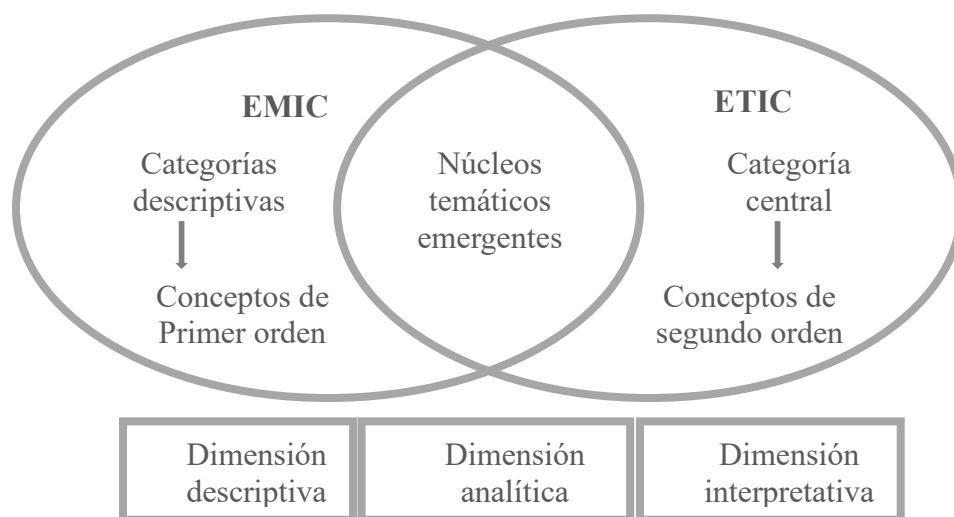 EMIC
Categorías
descriptivas
Conceptos de
Primer orden
Núcleos
temáticos
emergentes
ETIC
Categoría
central
Conceptos de
segundo orden
Dimensión
descriptiva
Dimensión
analítica
Dimensión
interpretativa